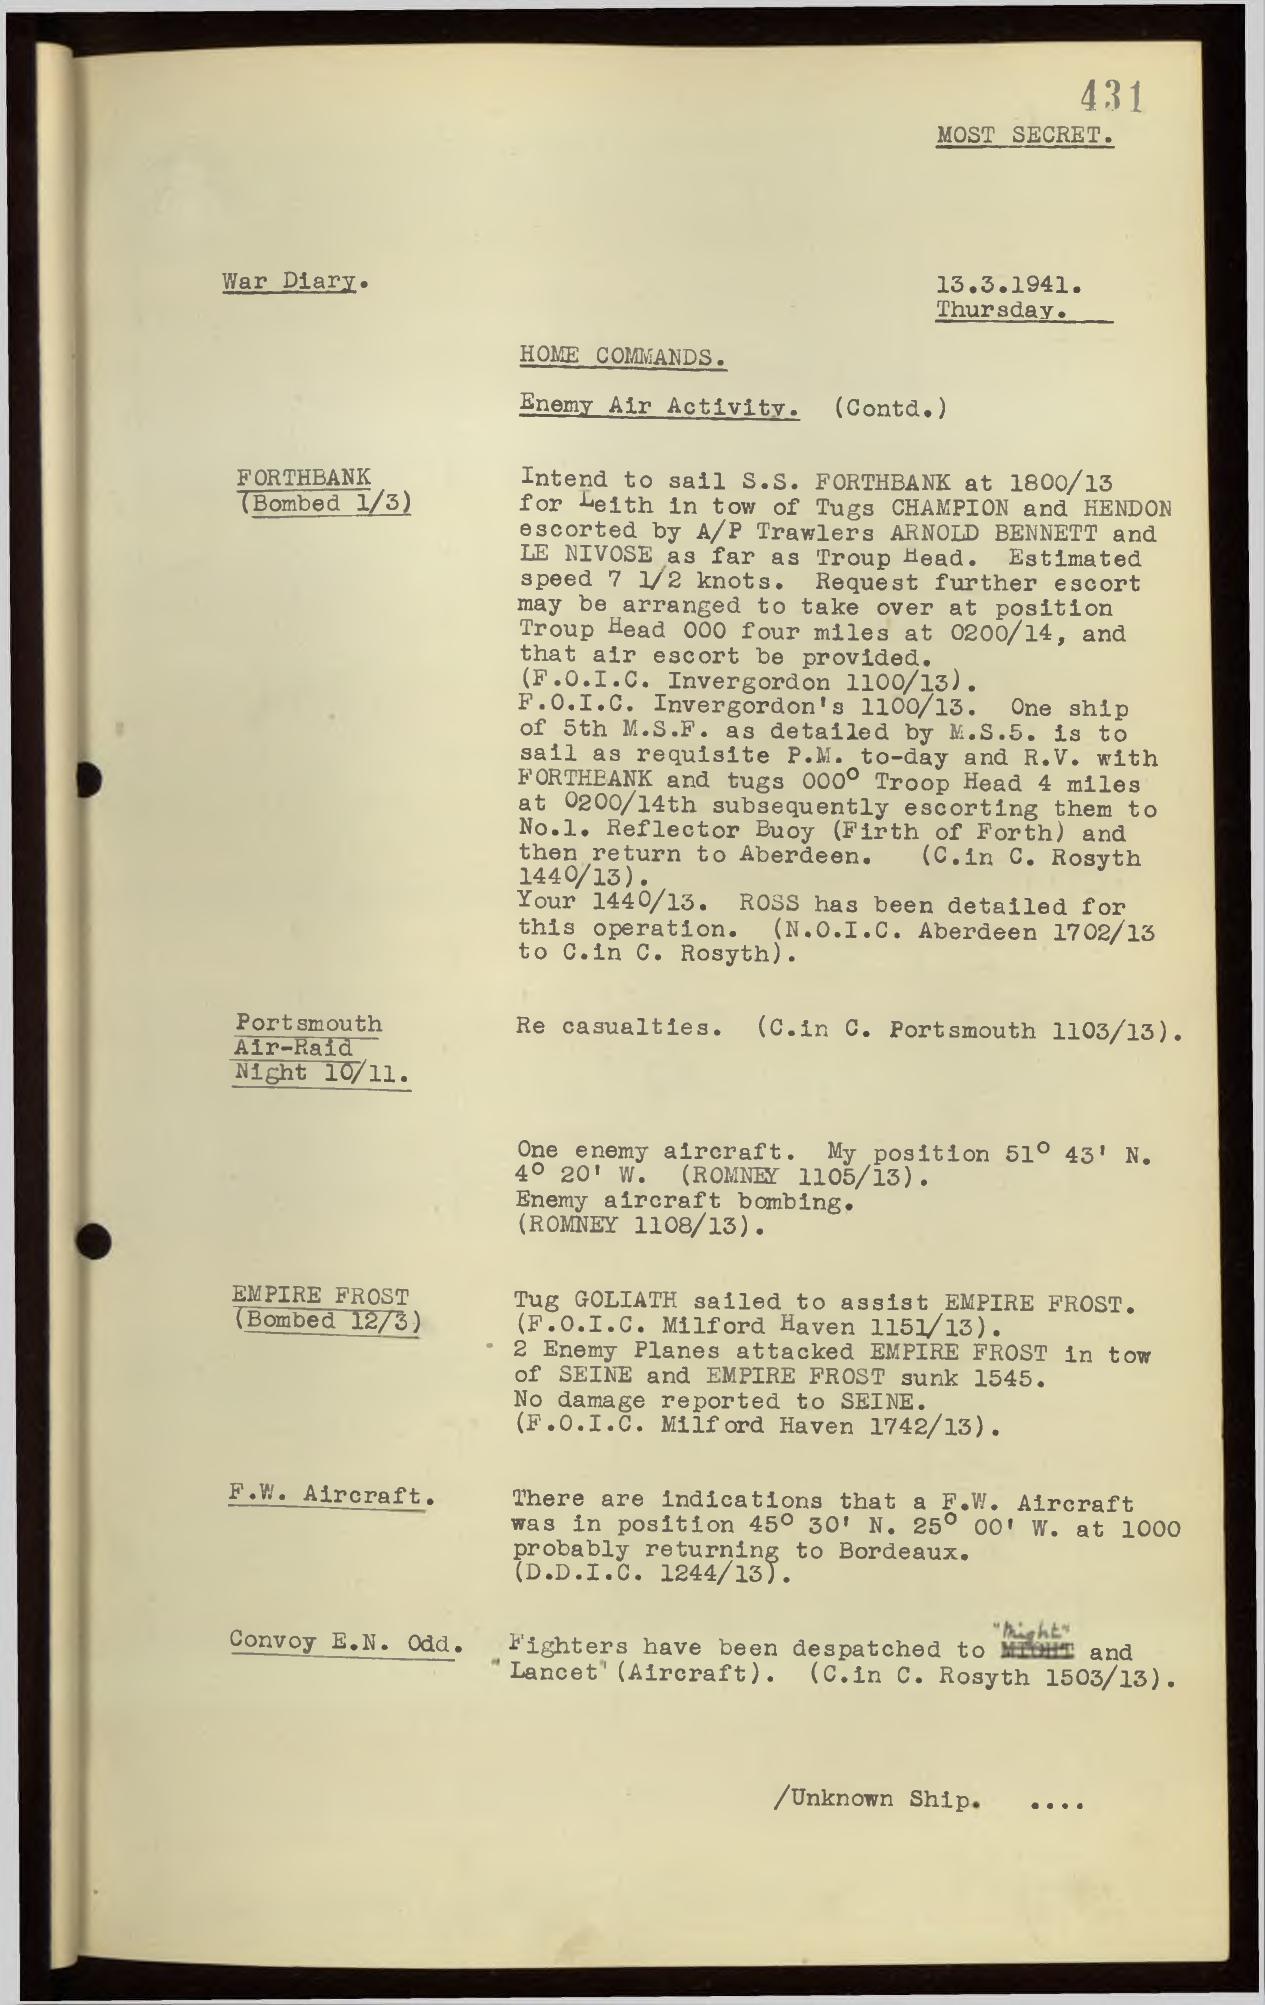 431
MOST SECRET.
War Diary.
13.3.1941.
Thursday.
HOME COMMANDS.
Enemy Air Activity. (Contd.)
FORTHBANK
(Bombed 1/3)
Intend to sail S.S. FORTHBANK at 1800/13
for Leith in tow of Tugs CHAMPION and HENDON
escorted by A/P Trawlers ARNOLD BENNETT and
LE NIVOSE as far as Troup Head. Estimated
speed 7 1/2 knots. Request further escort
may be arranged to take over at position
Troup Head 000 four miles at 0200/14, and
that air escort be provided.
(F.O.I.C. Invergordon 1100/13).
F.O.I.C. Invergordon's 1100/13. One ship
of 5th M.S.F. as detailed by M.S.5. is to
sail as requisite P.M. to-day and R.V. with
FORTHBANK and tugs 000° Troop Head 4 miles
at 0200/14th subsequently escorting them to
No.1. Reflector Buoy (Firth of Forth) and
then return to Aberdeen. (C.in C. Rosyth
1440/13).
Your 1440/13. ROSS has been detailed for
this operation. (N.O.I.C. Aberdeen 1702/13
to C.in C. Rosyth).
Portsmouth
Air-Raid
Night 10/11.
Re casualties. (C.in C. Portsmouth 1103/13).
One enemy aircraft. My position 51° 43' N.
4° 20' W. (ROMNEY 1105/13).
Enemy aircraft bombing.
(ROMNEY 1108/13).
EMPIRE FROST
(Bombed 12/3)
Tug GOLIATH sailed to assist EMPIRE FROST.
(F.O.I.C. Milford Haven 1151/13).
2 Enemy Planes attacked EMPIRE FROST in tow
of SEINE and EMPIRE FROST sunk 1545.
No damage reported to SEINE.
(F.O.I.C. Milford Haven 1742/13).
F.W. Aircraft.
There are indications that a F.W. Aircraft
was in position 45° 30' N. 25° 00' W. at 1000
probably returning to Bordeaux.
(D.D.I.C. 1244/13).
Convoy E.N. Odd.
"Might"
Fighters have been despatched to and
"Lancet" (Aircraft). (C.in C. Rosyth 1503/13).
/Unknown Ship. ....